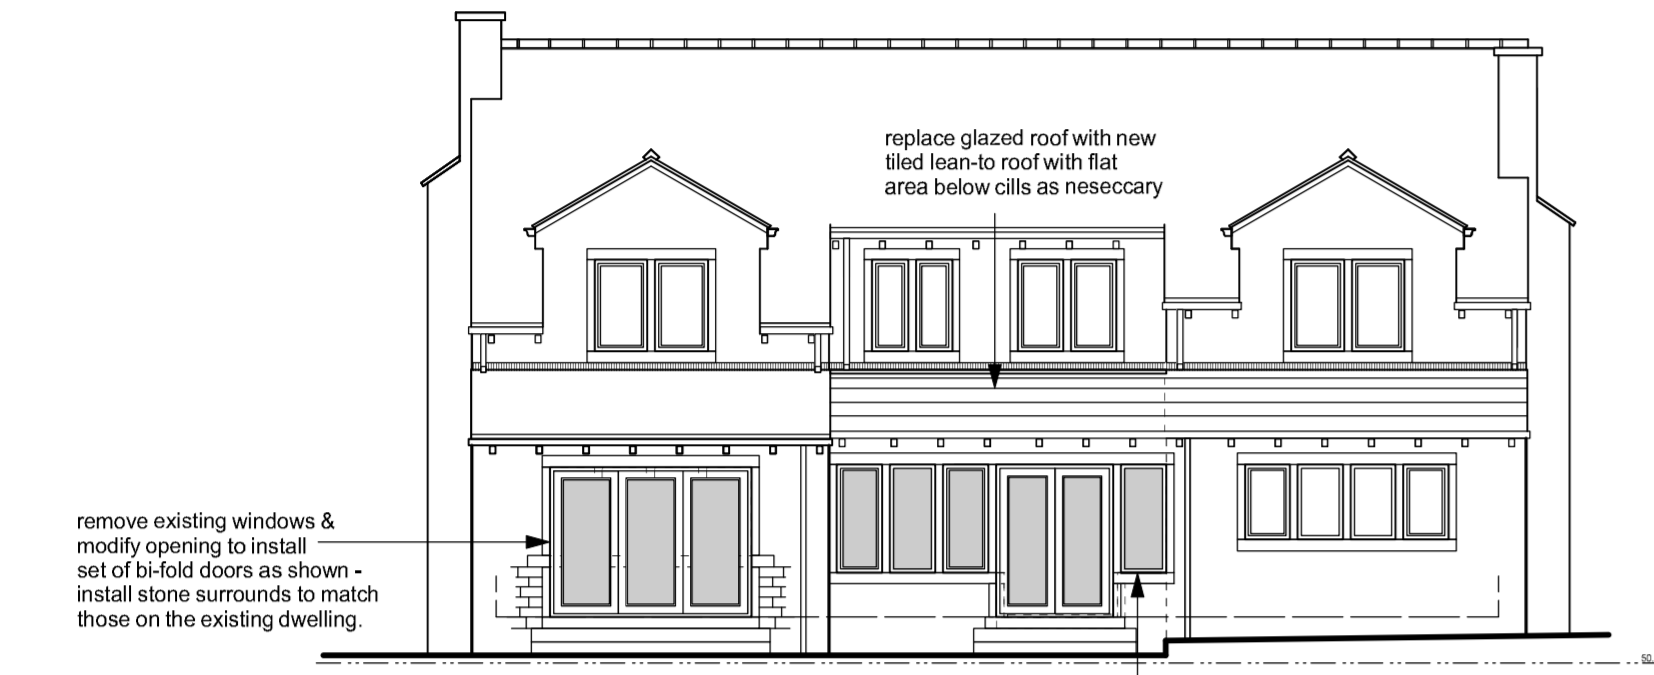 replace glazed roof with new
tiled lean-to roof with flat
area below cills as neseccary
remove existing windows &
modify opening to install
set of bi-fold doors as shown -
install stone surrounds to match
those on the existing dwelling.
50.